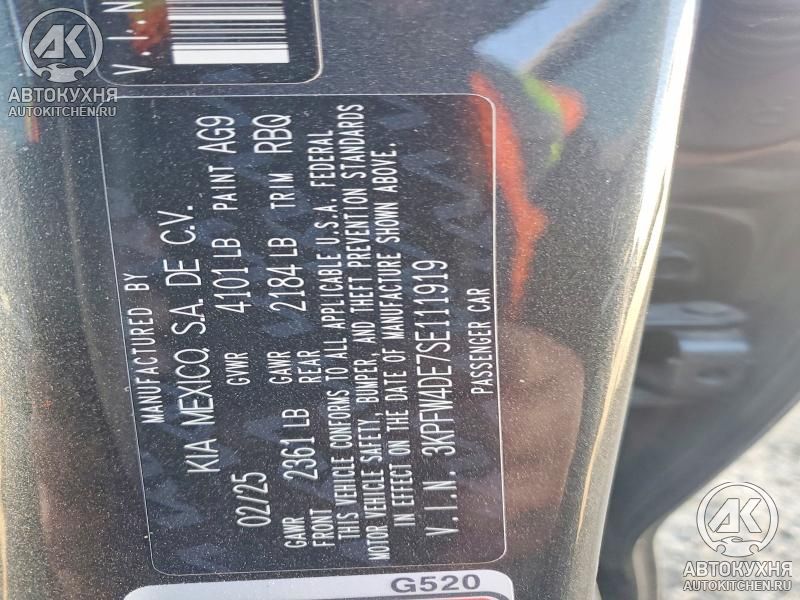 V.I.N
MANUFACTURED BY
KIA MEXICO, S.A. DE C.V.
02/25 GVWR 4101 LB PAINT AG9
GAWR FRONT 2361 LB GAWR REAR 2184 LB TRIM RBQ
THIS VEHICLE CONFORMS TO ALL APPLICABLE U.S.A. FEDERAL
MOTOR VEHICLE SAFETY, BUMPER, AND THEFT PREVENTION STANDARDS
IN EFFECT ON THE DATE OF MANUFACTURE SHOWN ABOVE.
V.I.N. 3KPFW4DE7SE111919
PASSENGER CAR
G520
АК
АВТОКУХНЯ
AUTOKITCHEN.RU
АК
АВТОКУХНЯ
AUTOKITCHEN.RU